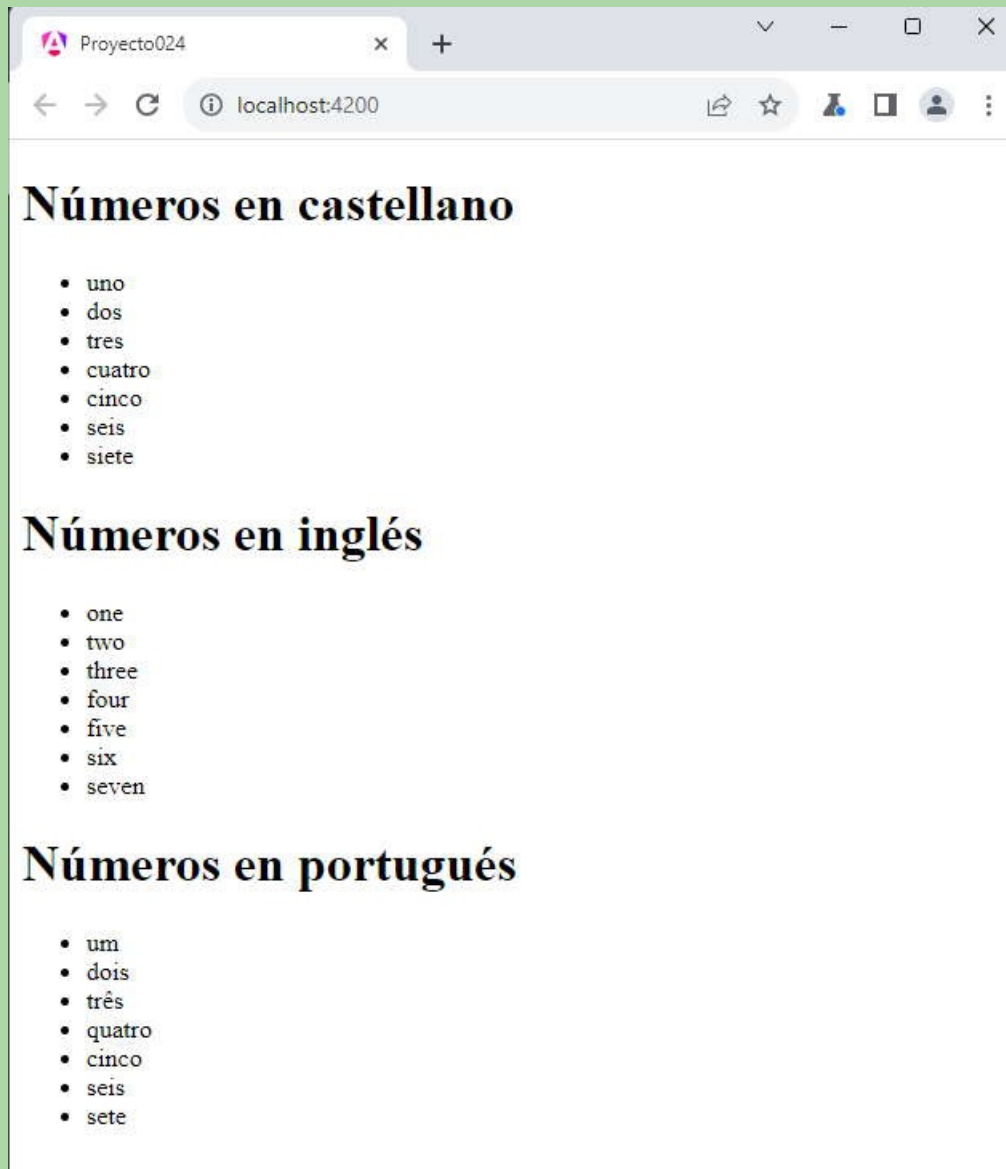 Proyecto024
localhost:4200
Números en castellano
uno
dos
tres
cuatro
cinco
seis
siete
Números en inglés
one
two
three
four
five
six
seven
Números en portugués
um
dois
três
quatro
cinco
seis
sete